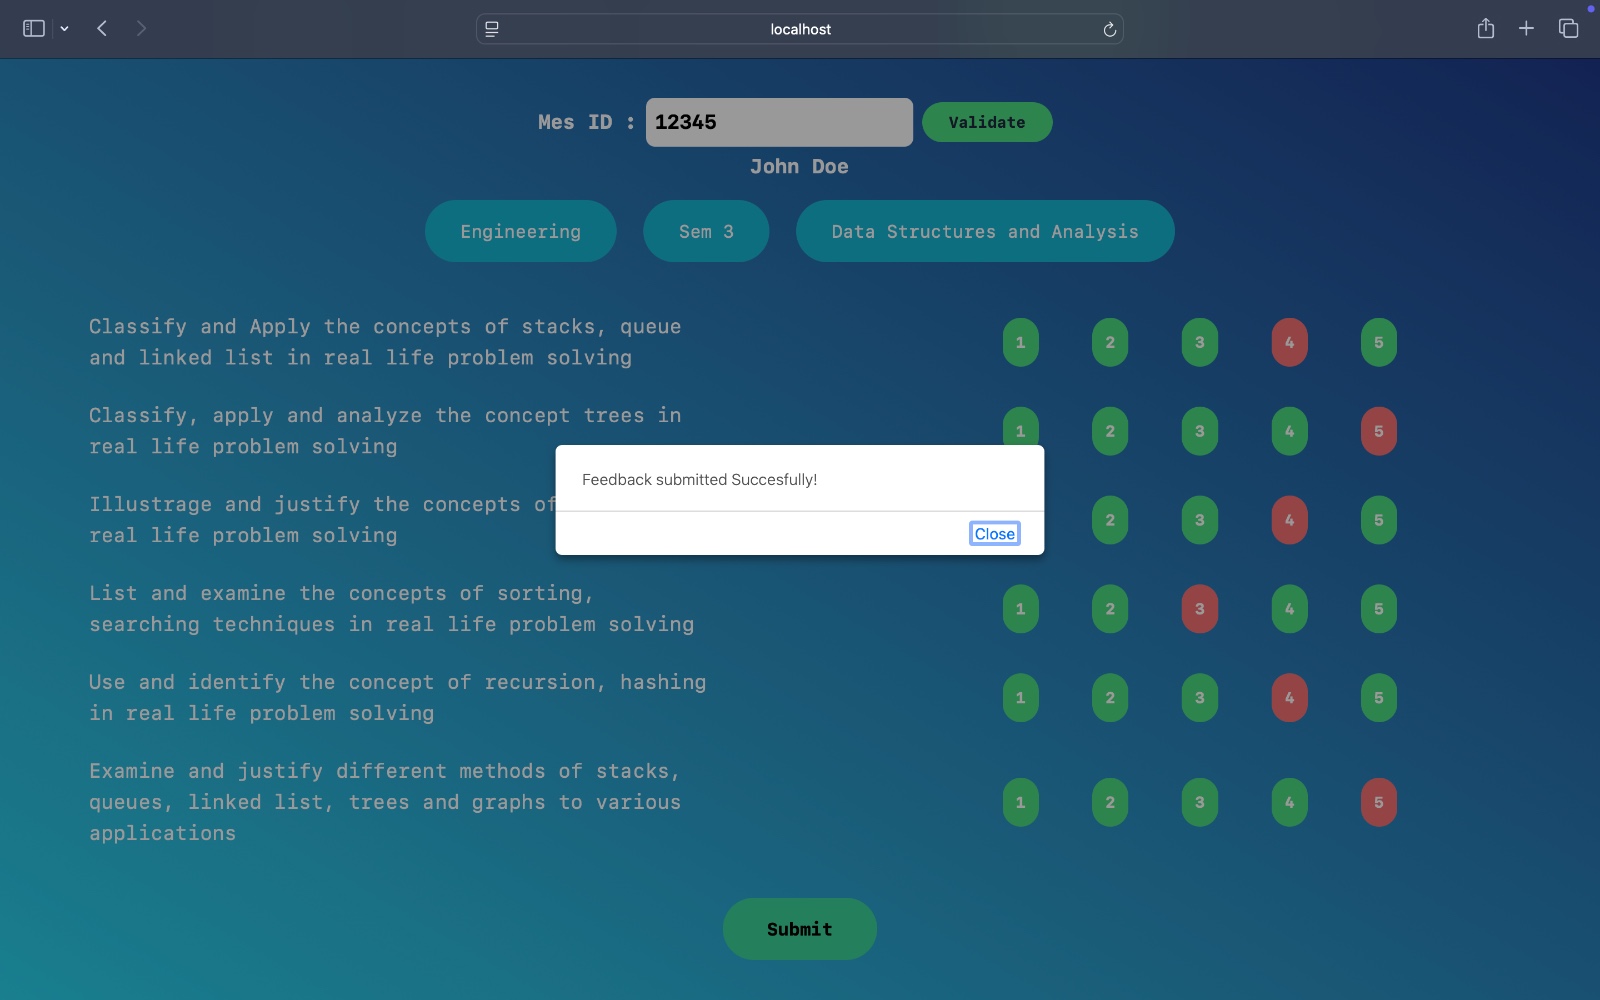 localhost
Mes ID : 12345 Validate
John Doe
Engineering Sem 3 Data Structures and Analysis
Classify and Apply the concepts of stacks, queue
and linked list in real life problem solving
1 2 3 4 5
Classify, apply and analyze the concept trees in
real life problem solving
1 2 3 4 5
Illustrage and justify the concepts of
real life problem solving
2 3 4 5
Feedback submitted Succesfully!
Close
List and examine the concepts of sorting,
searching techniques in real life problem solving
1 2 3 4 5
Use and identify the concept of recursion, hashing
in real life problem solving
1 2 3 4 5
Examine and justify different methods of stacks,
queues, linked list, trees and graphs to various
applications
1 2 3 4 5
Submit